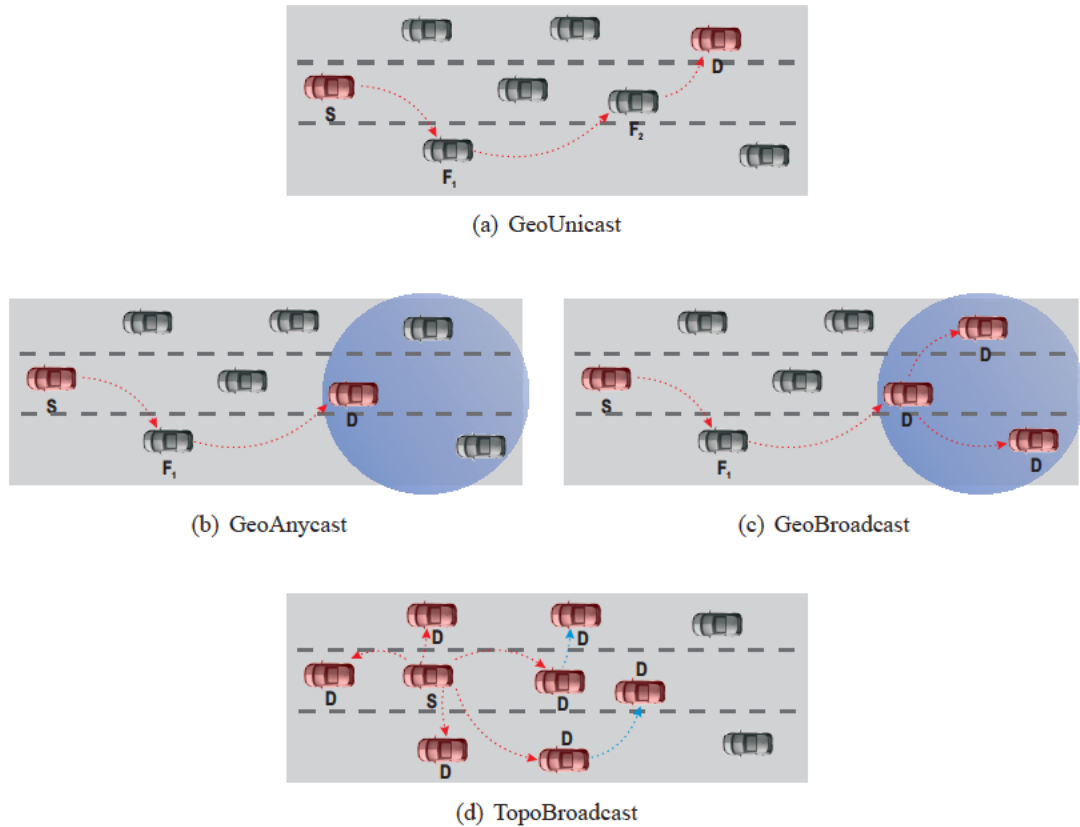 D
S
F₂
F₁
(a) GeoUnicast
S
D
F₁
(b) GeoAnycast
D
S
D
F₁
D
(c) GeoBroadcast
D
D
D
D
S
D
D
D
(d) TopoBroadcast